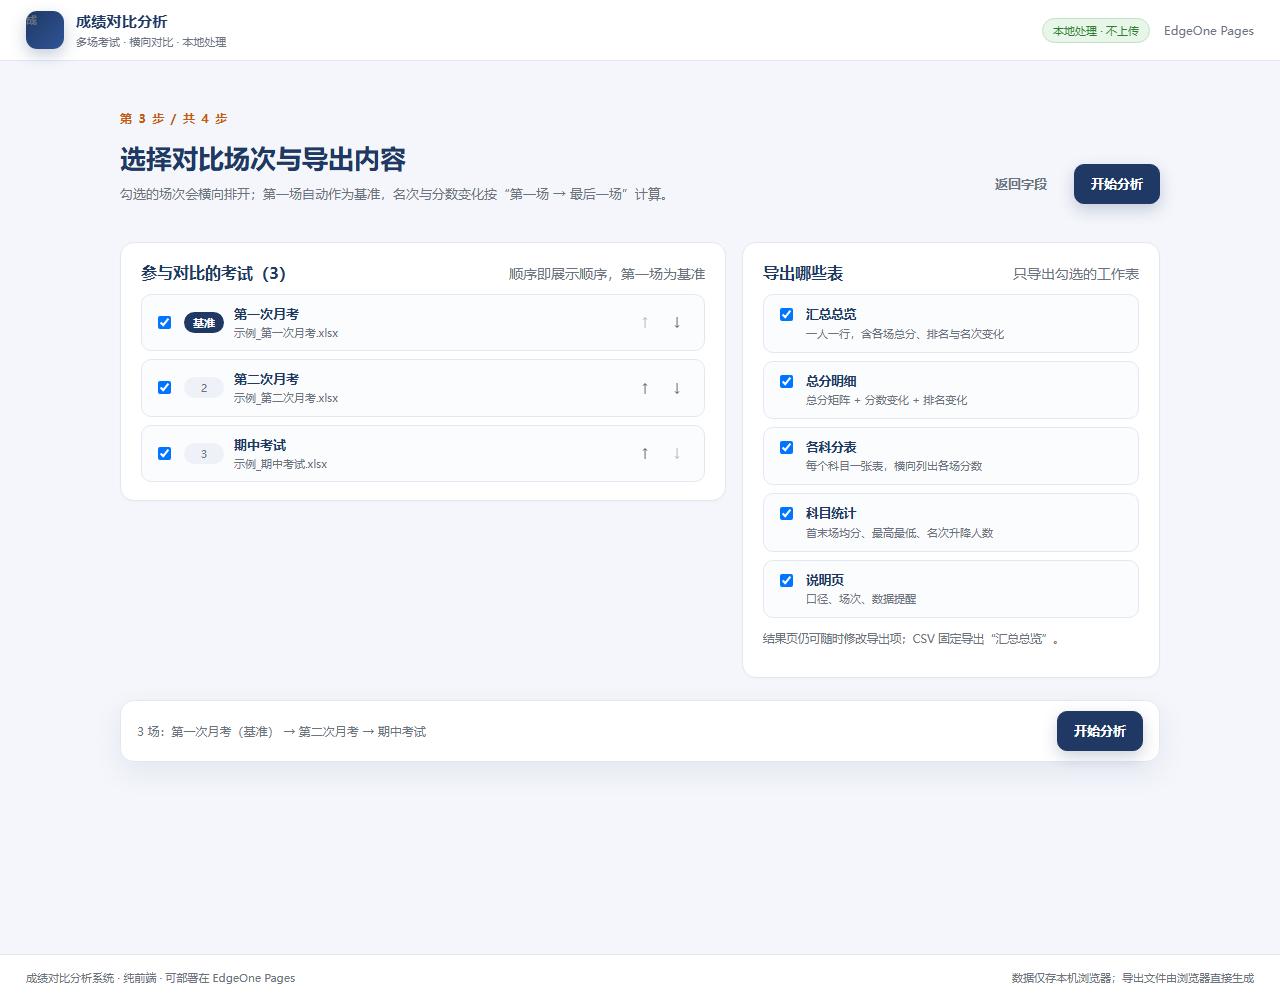 成
成绩对比分析
多场考试 · 横向对比 · 本地处理
本地处理 · 不上传
EdgeOne Pages
第 3 步 / 共 4 步
选择对比场次与导出内容
勾选的场次会横向排开；第一场自动作为基准，名次与分数变化按“第一场 → 最后一场”计算。
返回字段
开始分析
参与对比的考试（3）
顺序即展示顺序，第一场为基准
基准
第一次月考
示例_第一次月考.xlsx
↑ ↓
2
第二次月考
示例_第二次月考.xlsx
↑ ↓
3
期中考试
示例_期中考试.xlsx
↑ ↓
导出哪些表
只导出勾选的工作表
汇总总览
一人一行，含各场总分、排名与名次变化
总分明细
总分矩阵 + 分数变化 + 排名变化
各科分表
每个科目一张表，横向列出各场分数
科目统计
首末场均分、最高最低、名次升降人数
说明页
口径、场次、数据提醒
结果页仍可随时修改导出项；CSV 固定导出“汇总总览”。
3 场：第一次月考（基准） → 第二次月考 → 期中考试
开始分析
成绩对比分析系统 · 纯前端 · 可部署在 EdgeOne Pages
数据仅存本机浏览器；导出文件由浏览器直接生成